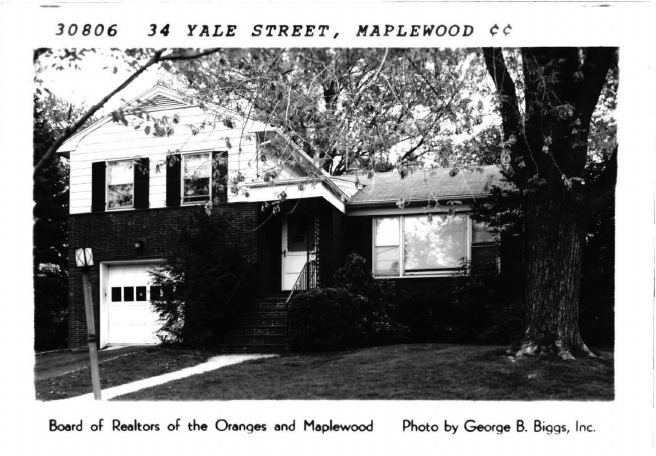 30806 34 YALE STREET, MAPLEWOOD ¢¢
Board of Realtors of the Oranges and Maplewood Photo by George B. Biggs, Inc.